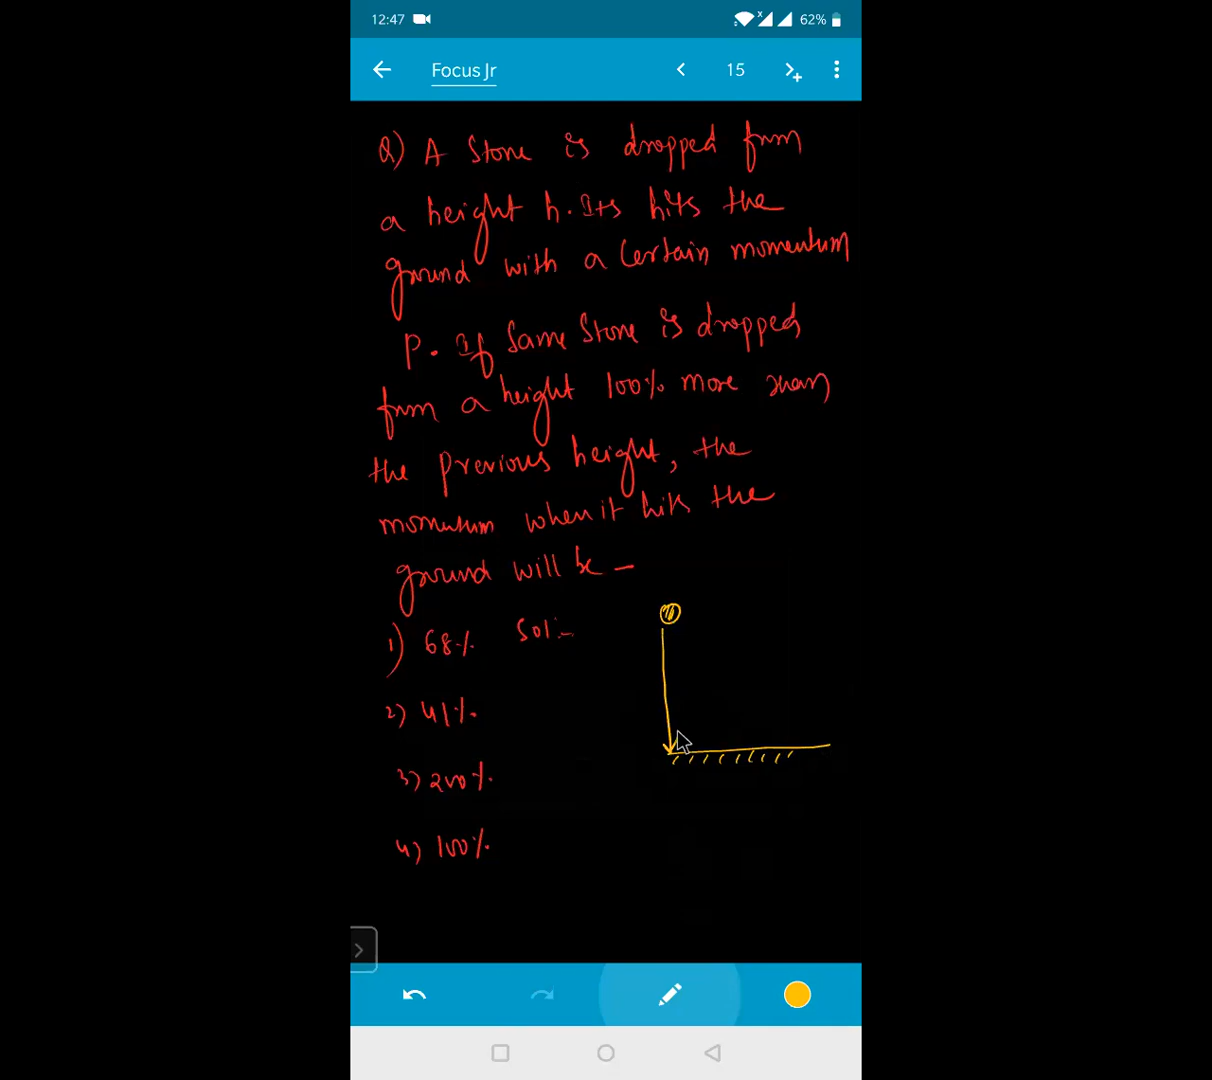 12:47
62%
Focus Jr
15
Q) A Stone is dropped from
a height h. Its hits the
ground with a Certain momentum
P. If Same Stone is dropped
from a height 100% more than
the previous height, the
momentum when it hits the
ground will be –
1) 68% Sol:-
2) 41%
3) 200%
4) 100%